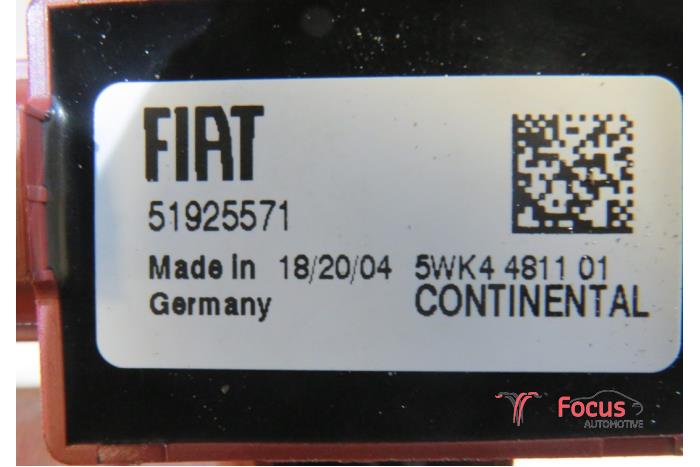 FIAT
51925571
Made in 18/20/04 5WK4 4811 01
Germany CONTINENTAL
Focus
AUTOMOTIVE